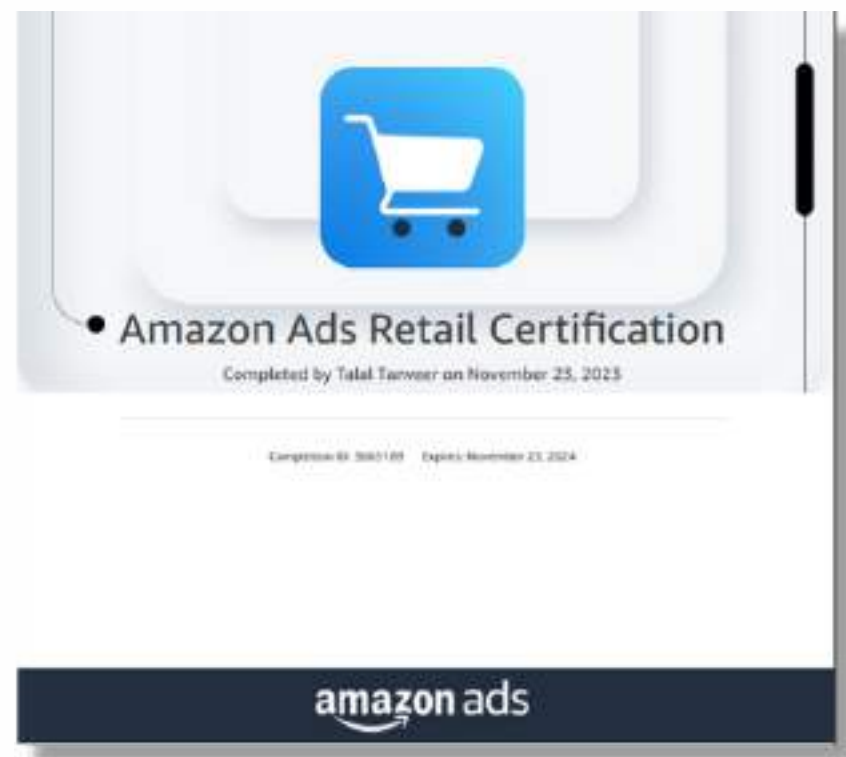 Amazon Ads Retail Certification
Completed by Talal Tanweer on November 23, 2023
Completion ID: Expires: November 23, 2024
amazon ads